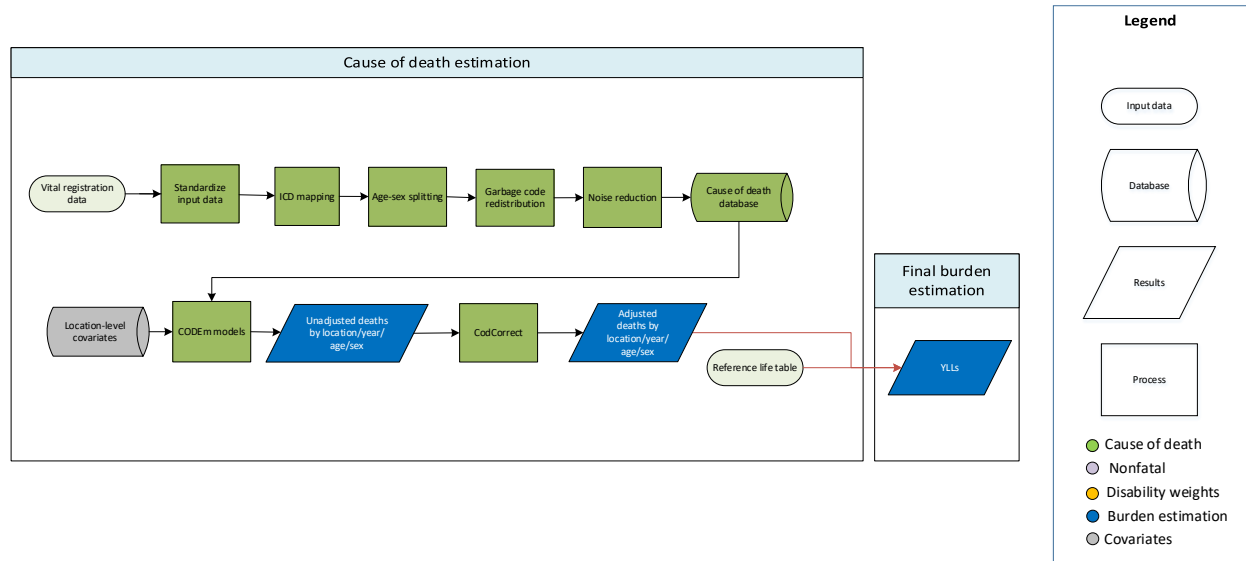 Legend
Cause of death estimation
Input data
Vital registration
data
Standardize
input data
ICD mapping
Age-sex splitting
Garbage code
redistribution
Noise reduction
Cause of death
database
Database
Final burden
estimation
Results
Location-level
covariates
CODEm models
Unadjusted deaths
by location/year/
age/sex
CodCorrect
Adjusted
deaths by
location/year/
age/sex
Reference life table
YLLs
Process
Cause of death
Nonfatal
Disability weights
Burden estimation
Covariates